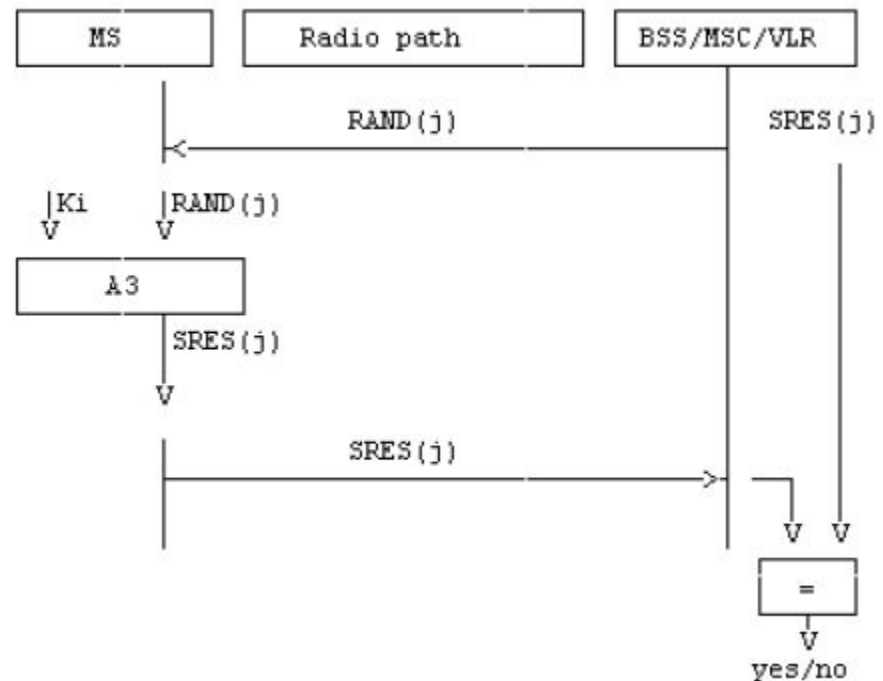 MS
Radio path
BSS/MSC/VLR
RAND(j)
SRES(j)
Ki
RAND(j)
A3
SRES(j)
SRES(j)
=
yes/no